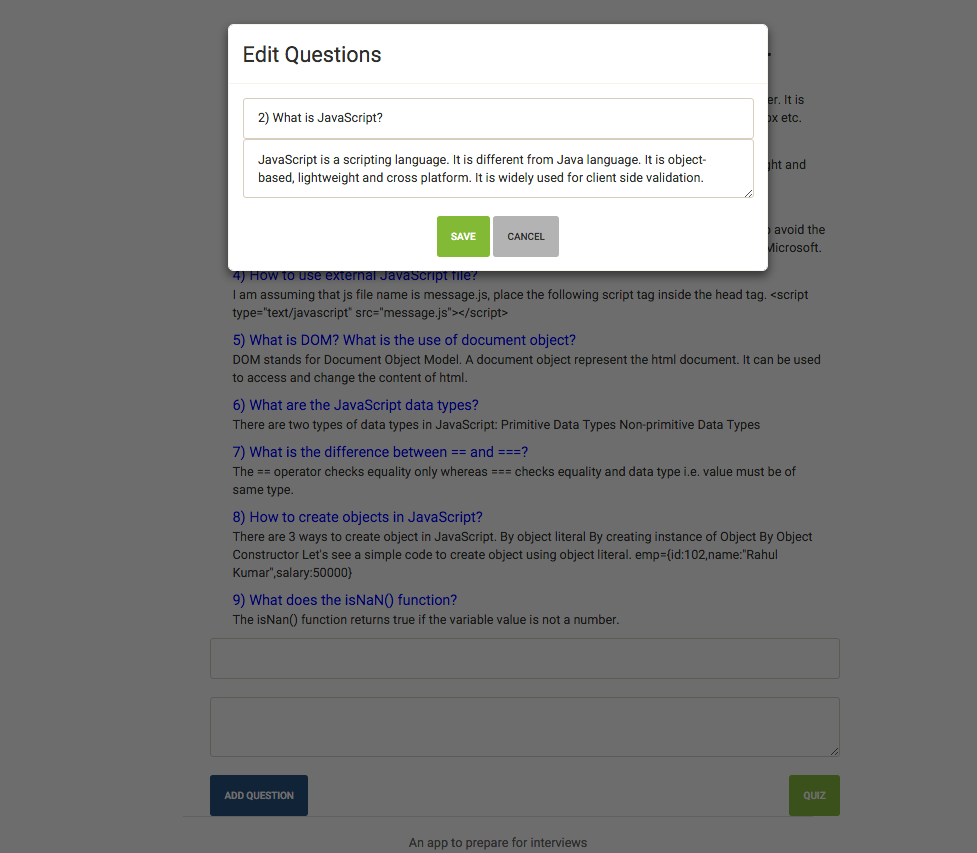 Edit Questions
2) What is JavaScript?
er. It is
ox etc.
JavaScript is a scripting language. It is different from Java language. It is object-
based, lightweight and cross platform. It is widely used for client side validation.
ht and
avoid the
Microsoft.
SAVE CANCEL
4) How to use external JavaScript file?
I am assuming that js file name is message.js, place the following script tag inside the head tag. <script
type="text/javascript" src="message.js"></script>
5) What is DOM? What is the use of document object?
DOM stands for Document Object Model. A document object represent the html document. It can be used
to access and change the content of html.
6) What are the JavaScript data types?
There are two types of data types in JavaScript: Primitive Data Types Non-primitive Data Types
7) What is the difference between == and ===?
The == operator checks equality only whereas === checks equality and data type i.e. value must be of
same type.
8) How to create objects in JavaScript?
There are 3 ways to create object in JavaScript. By object literal By creating instance of Object By Object
Constructor Let's see a simple code to create object using object literal. emp={id:102,name:"Rahul
Kumar",salary:50000}
9) What does the isNaN() function?
The isNan() function returns true if the variable value is not a number.
ADD QUESTION QUIZ
An app to prepare for interviews